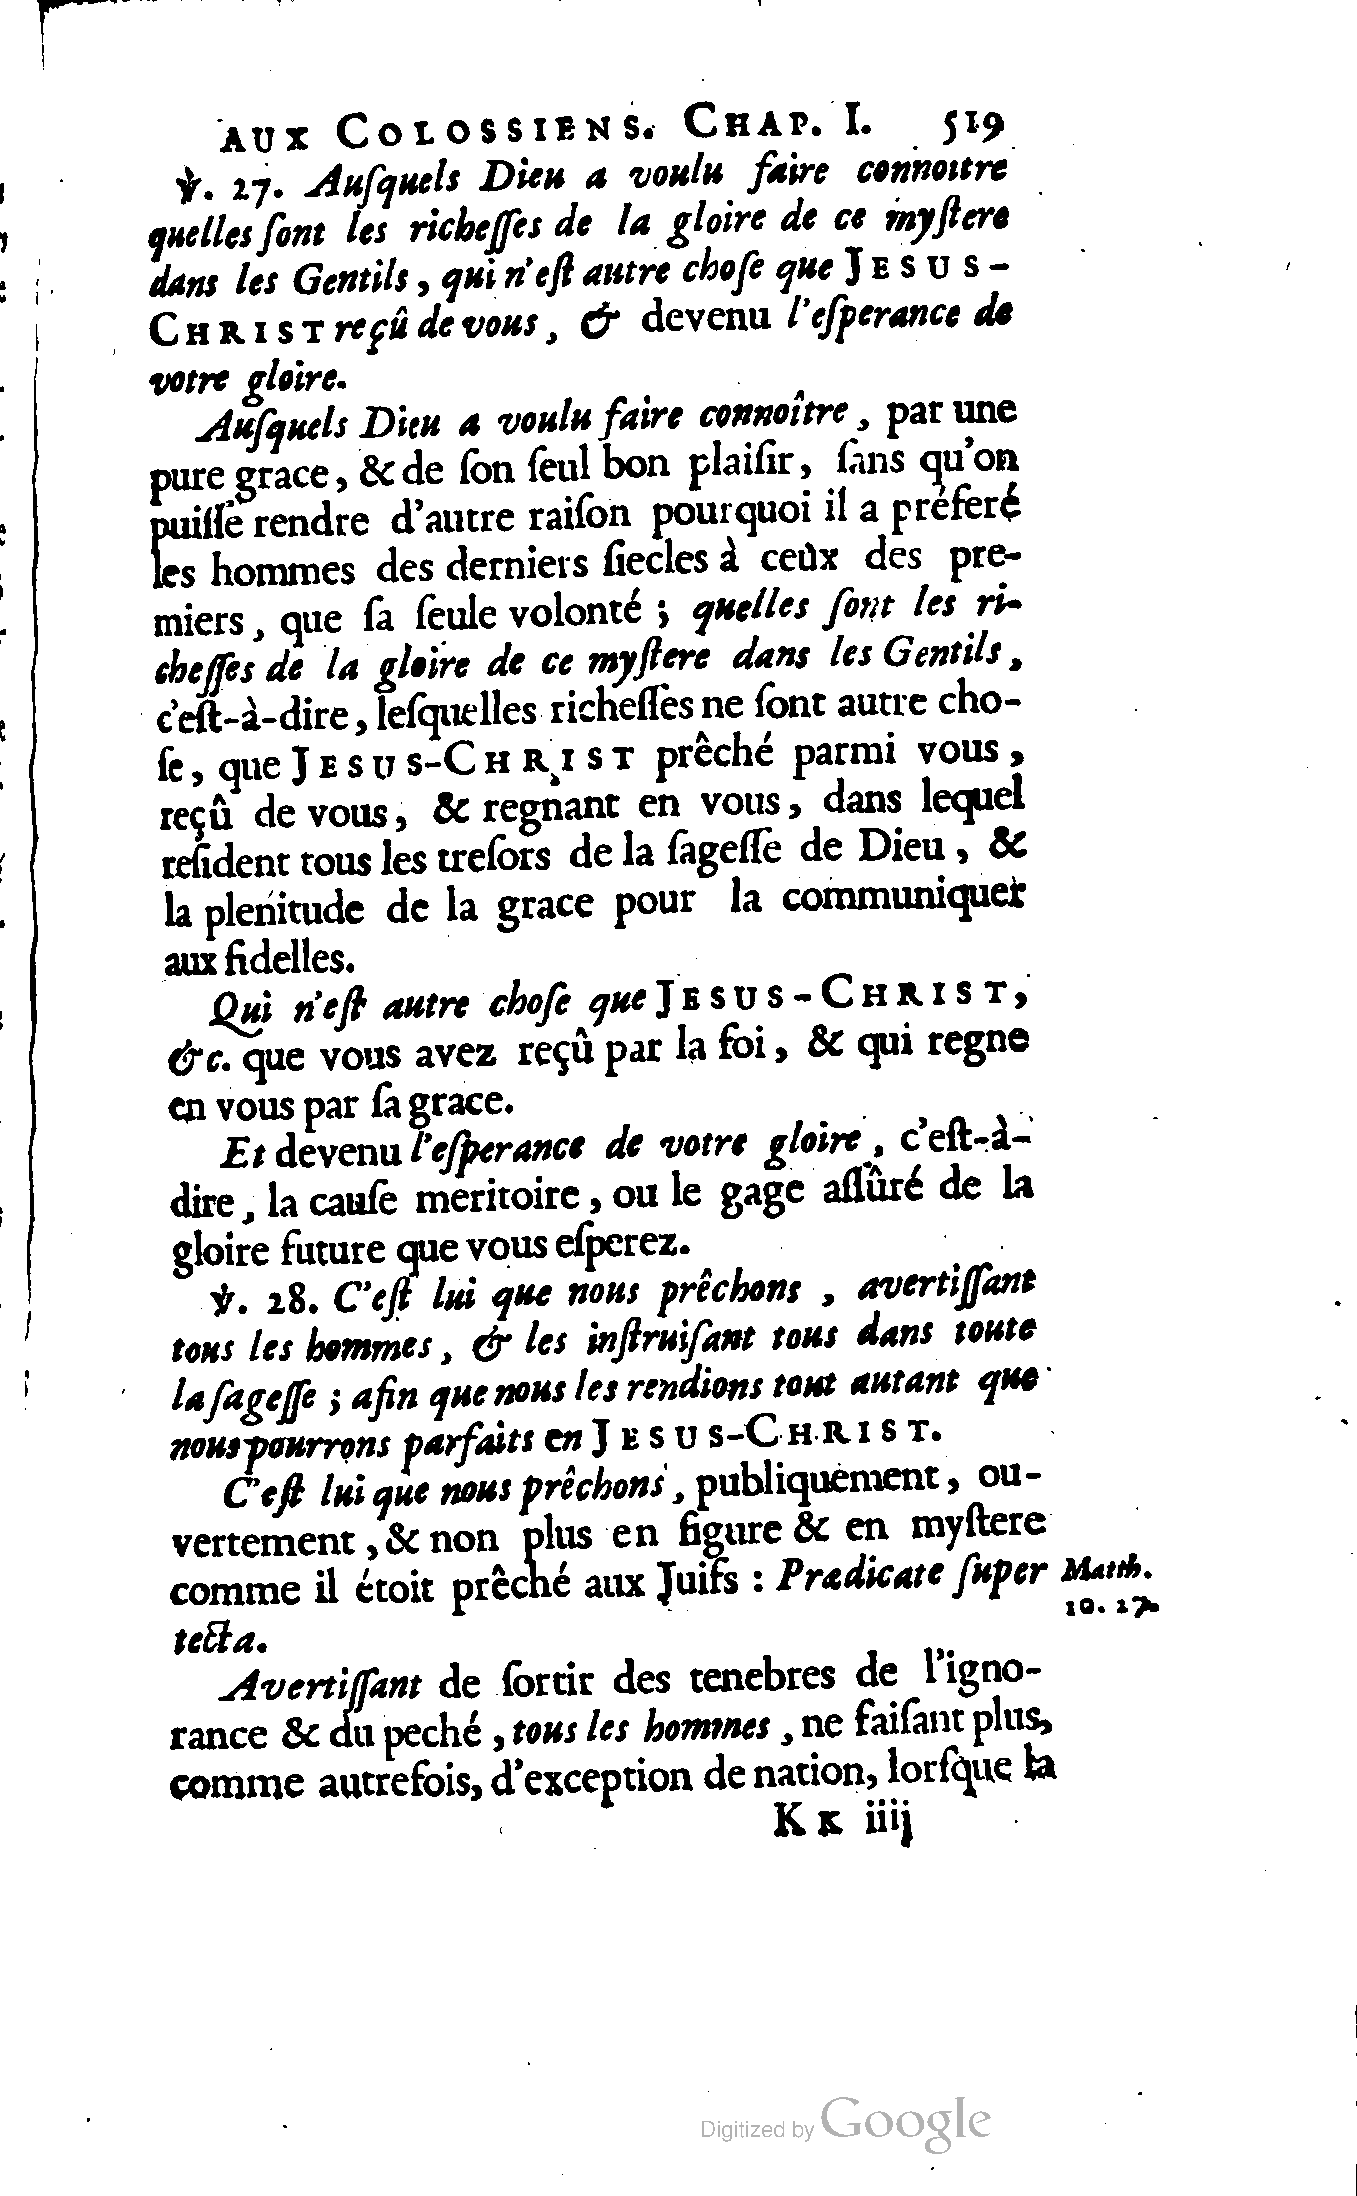 AUX COLOSSIENS. CHAP. I. 519
℣. 27. Auſquels Dieu a voulu faire connoitre
quelles ſont les richeſſes de la gloire de ce myſtere
dans les Gentils, qui n'eſt autre choſe que JESUS-
CHRIST reçû de vous, & devenu l'eſperance de
votre gloire.
Auſquels Dieu a voulu faire connoître, par une
pure grace, & de ſon ſeul bon plaiſir, ſans qu'on
puiſſe rendre d'autre raiſon pourquoi il a préferé
les hommes des derniers ſiecles à ceux des pre-
miers, que ſa ſeule volonté; quelles ſont les ri-
cheſſes de la gloire de ce myſtere dans les Gentils,
c'eſt-à-dire, leſquelles richeſſes ne ſont autre cho-
ſe, que JESUS-CHRIST prêché parmi vous,
reçû de vous, & regnant en vous, dans lequel
reſident tous les treſors de la ſageſſe de Dieu, &
la plenitude de la grace pour la communiquer
aux fidelles.
Qui n'eſt autre choſe que JESUS-CHRIST,
&c. que vous avez reçû par la foi, & qui regne
en vous par ſa grace.
Et devenu l'eſperance de votre gloire, c'eſt-à-
dire, la cauſe meritoire, ou le gage aſſûré de la
gloire future que vous eſperez.
℣. 28. C'eſt lui que nous prêchons, avertiſſant
tous les hommes, & les inſtruiſant tous dans toute
la ſageſſe; afin que nous les rendions tout autant que
nous pourrons parfaits en JESUS-CHRIST.
C'eſt lui que nous prêchons, publiquement, ou-
vertement, & non plus en figure & en myſtere
comme il étoit prêché aux Juifs : Prædicate ſuper
tecta.
Matth.
10. 27.
Avertiſſant de ſortir des tenebres de l'igno-
rance & du peché, tous les hommes, ne faiſant plus,
comme autrefois, d'exception de nation, lorſque la
Kk iiij
Digitized by Google